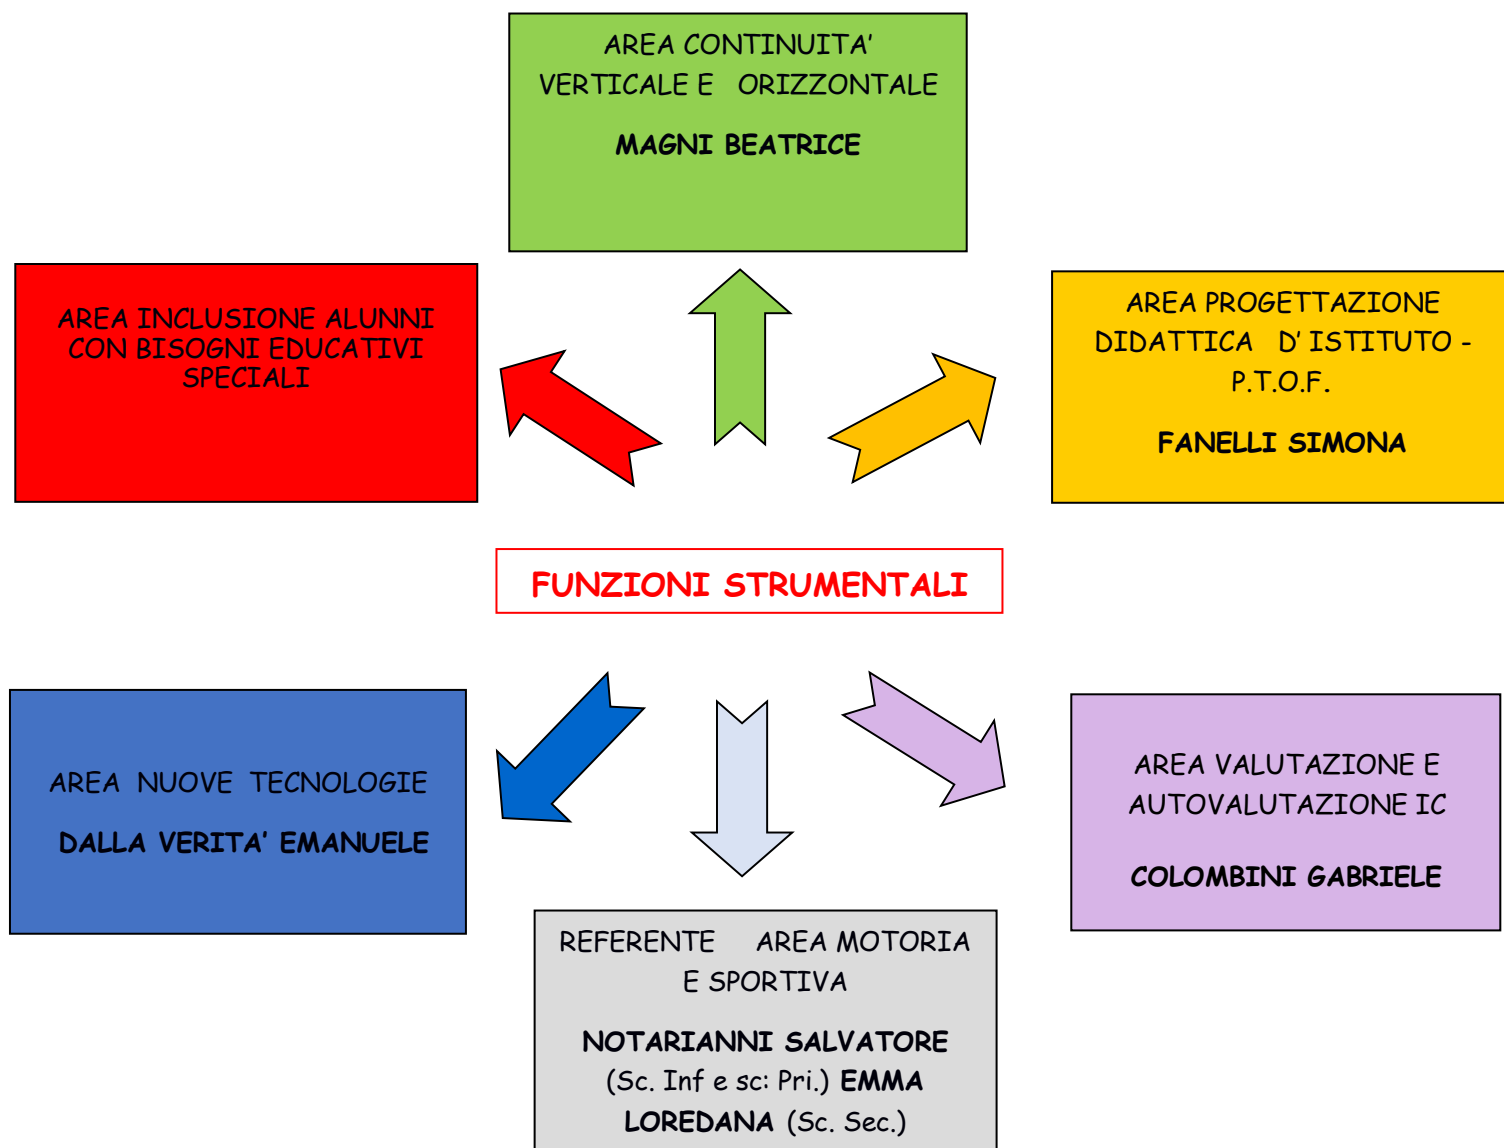 AREA CONTINUITA’
VERTICALE E ORIZZONTALE
MAGNI BEATRICE
AREA INCLUSIONE ALUNNI
CON BISOGNI EDUCATIVI
SPECIALI
AREA PROGETTAZIONE
DIDATTICA D’ ISTITUTO -
P.T.O.F.
FANELLI SIMONA
FUNZIONI STRUMENTALI
AREA NUOVE TECNOLOGIE
DALLA VERITA’ EMANUELE
AREA VALUTAZIONE E
AUTOVALUTAZIONE IC
COLOMBINI GABRIELE
REFERENTE AREA MOTORIA
E SPORTIVA
NOTARIANNI SALVATORE
(Sc. Inf e sc: Pri.) EMMA
LOREDANA (Sc. Sec.)